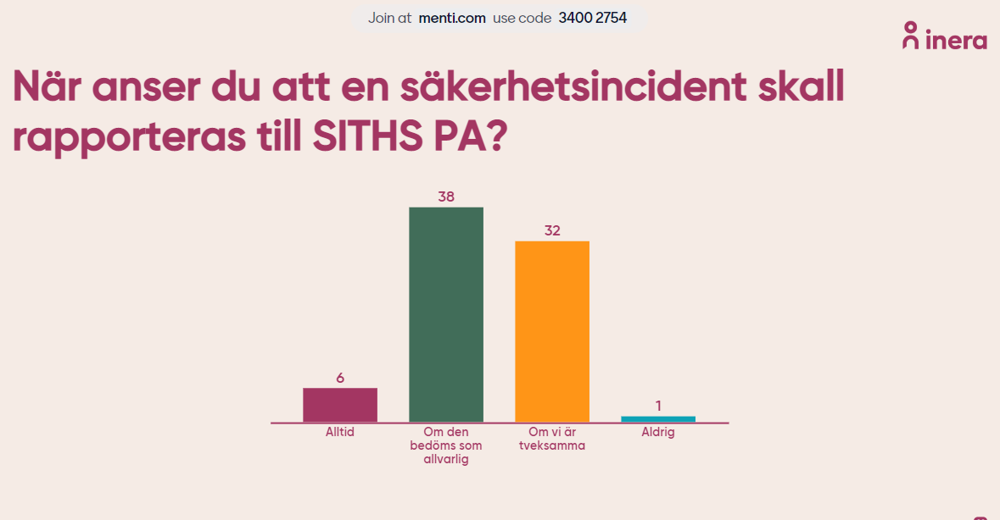 Join at menti.com use code 3400 2754
inera
När anser du att en säkerhetsincident skall
rapporteras till SITHS PA?
38
32
6
1
Alltid
Om den
bedöms som
allvarlig
Om vi är
tveksamma
Aldrig